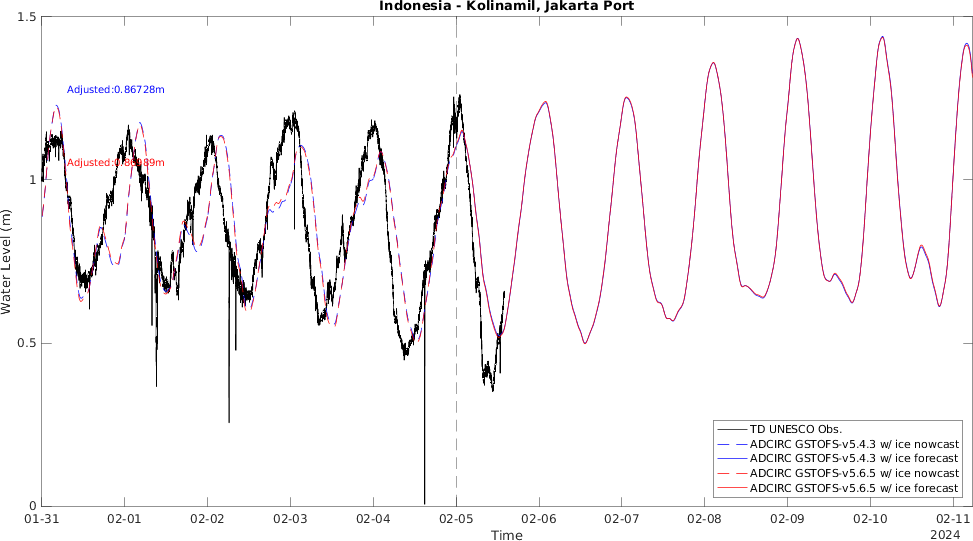 Indonesia - Kolinamil, Jakarta Port
1.5
Adjusted:0.86728m
1
0.5
0
Water Level (m)
TD UNESCO Obs.
ADCIRC GSTOFS-v5.4.3 w/ ice nowcast
ADCIRC GSTOFS-v5.4.3 w/ ice forecast
ADCIRC GSTOFS-v5.6.5 w/ ice nowcast
ADCIRC GSTOFS-v5.6.5 w/ ice forecast
01-31 02-01 02-02 02-03 02-04 02-05 02-06 02-07 02-08 02-09 02-10 02-11
Time
2024